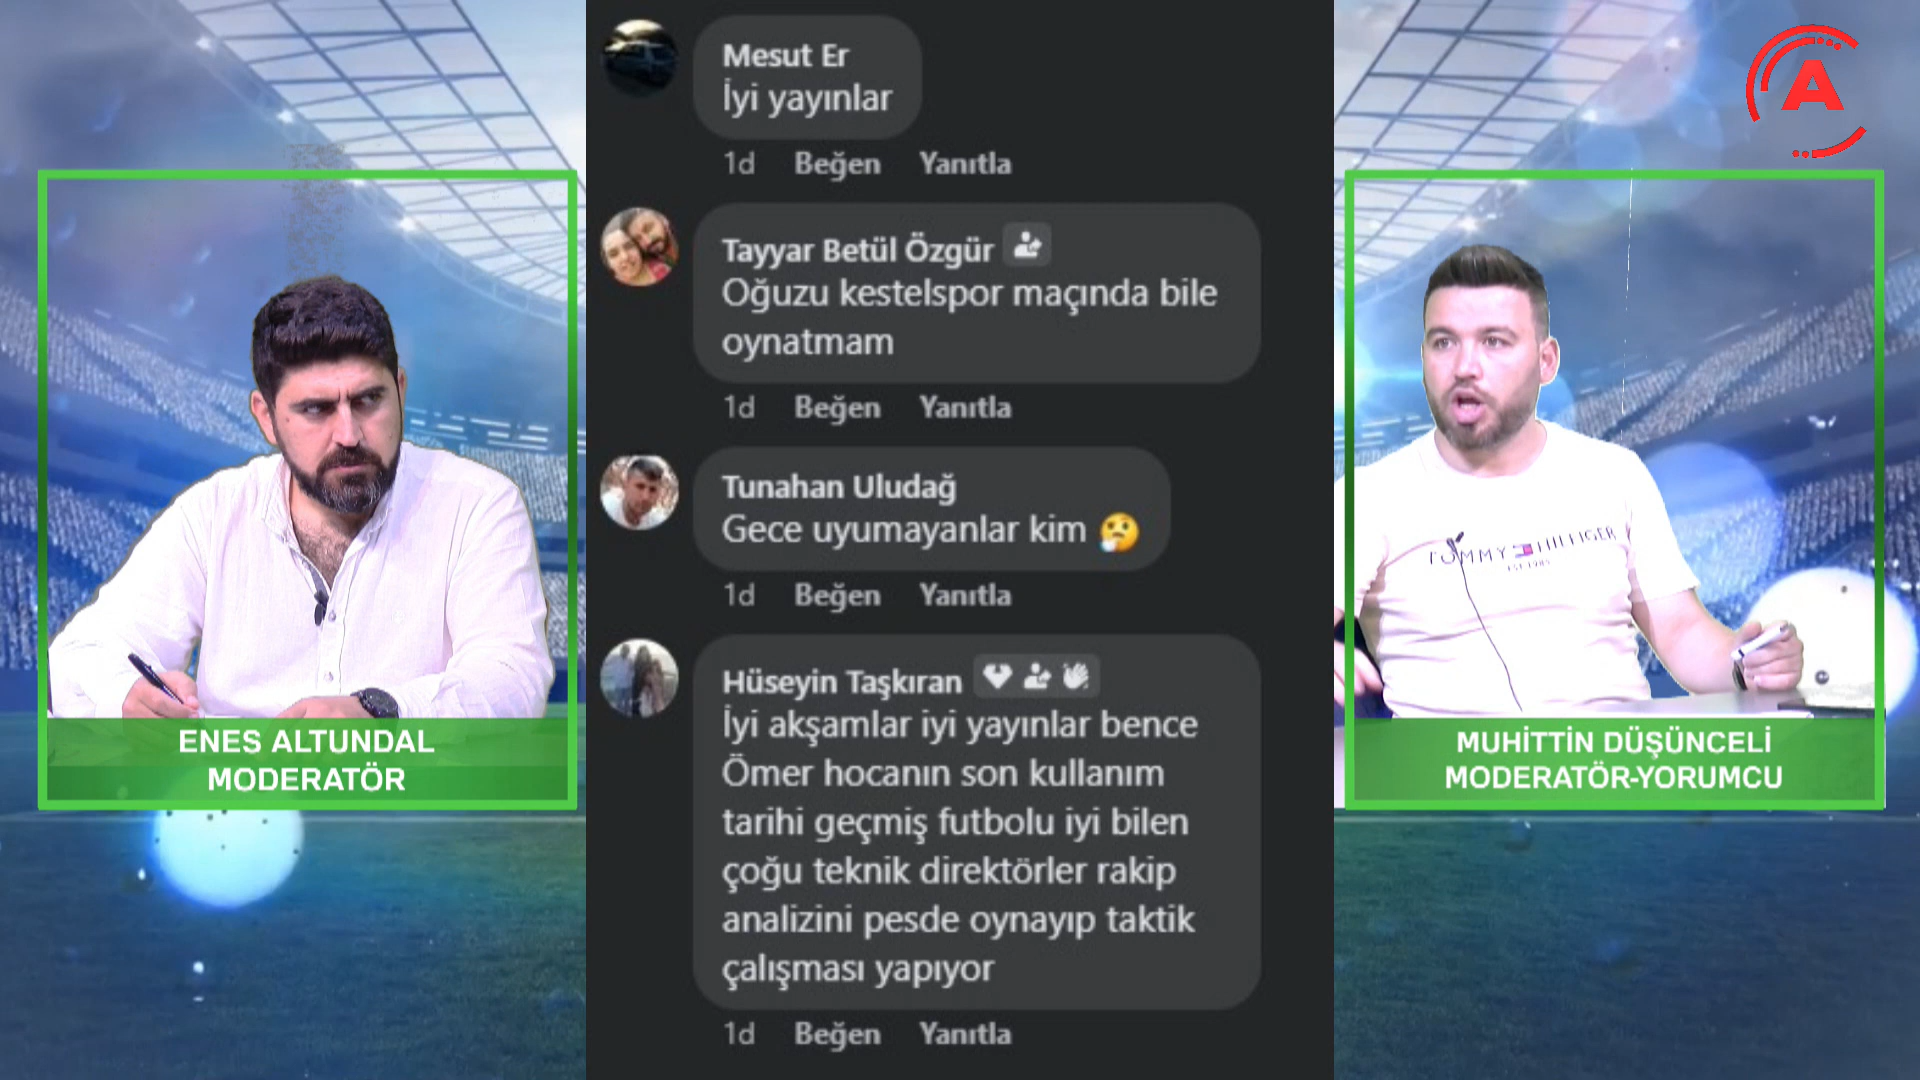 Mesut Er
İyi yayınlar
1d Beğen Yanıtla
Tayyar Betül Özgür
Oğuzu kestelspor maçında bile
oynatmam
1d Beğen Yanıtla
Tunahan Uludağ
Gece uyumayanlar kim
1d Beğen Yanıtla
Hüseyin Taşkıran
İyi akşamlar iyi yayınlar bence
Ömer hocanın son kullanım
tarihi geçmiş futbolu iyi bilen
çoğu teknik direktörler rakip
analizini pesde oynayıp taktik
çalışması yapıyor
1d Beğen Yanıtla
ENES ALTUNDAL
MODERATÖR
A
TOMMY HILFIGER
EST. 1985
MUHİTTİN DÜŞÜNCELİ
MODERATÖR-YORUMCU